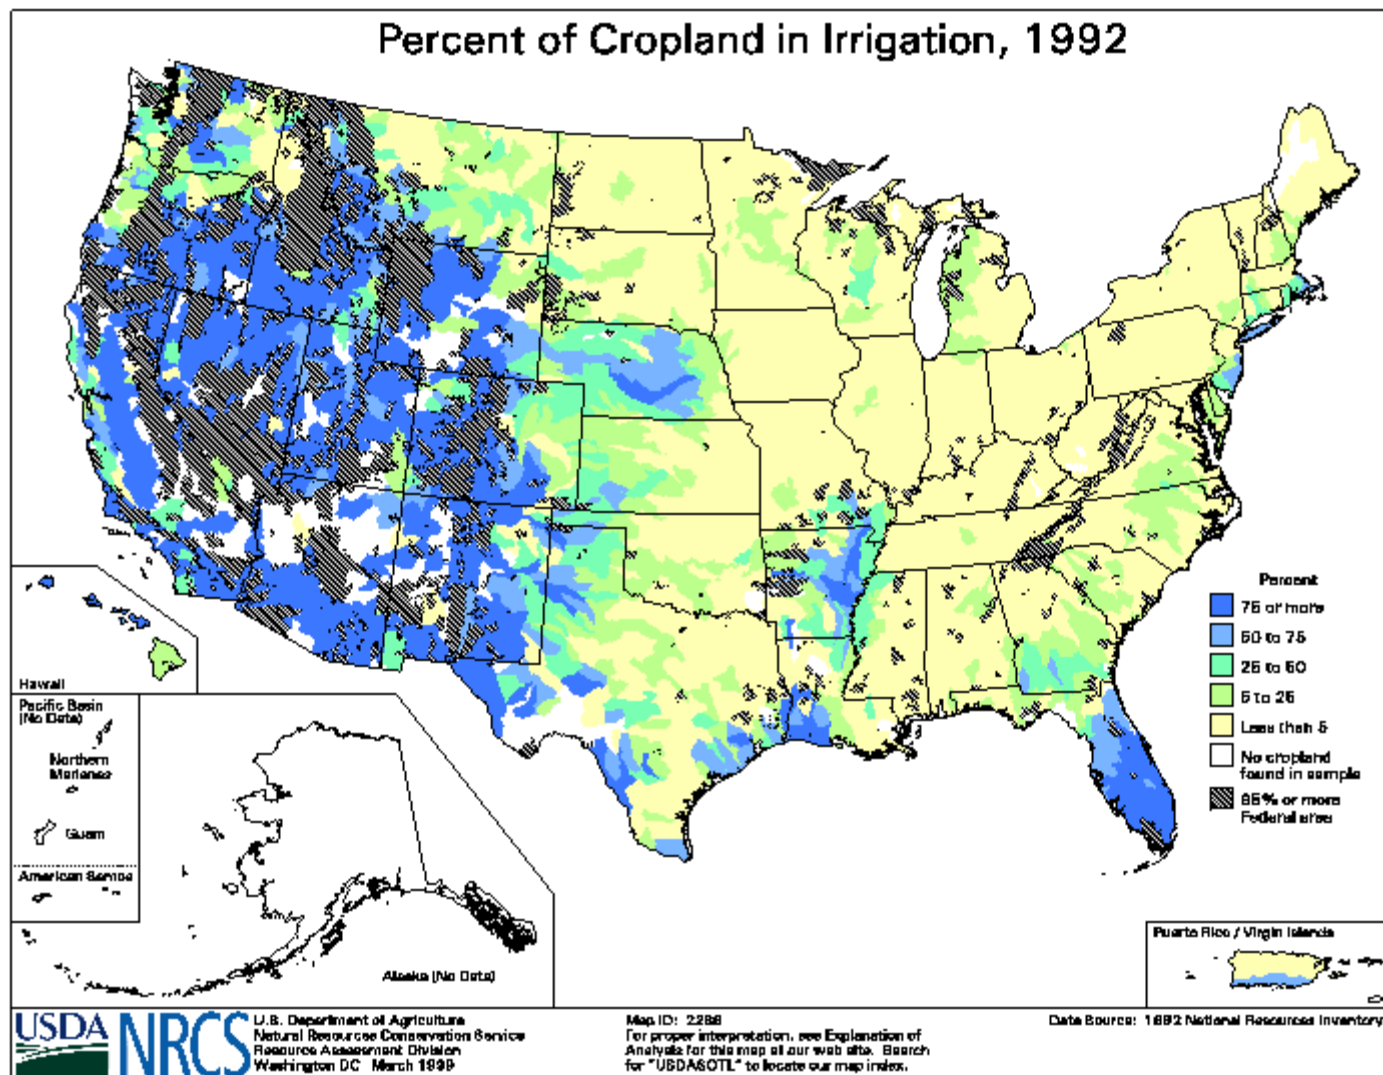 Percent of Cropland in Irrigation, 1992
Percent
75 or more
50 to 75
25 to 50
5 to 25
Less than 5
No cropland
found in sample
95% or more
Federal area
Hawaii
Pacific Basin
(No Data)
Northern
Marianas
Guam
American Samoa
Alaska (No Data)
Puerto Rico / Virgin Islands
USDA
NRCS
U.S. Department of Agriculture
Natural Resources Conservation Service
Resource Assessment Division
Washington DC March 1999
Map ID:
For proper interpretation, see Explanation of
Analysis for this map at our web site. Search
for "USDASOTL" to locate our map index.
Data Source: 1992 National Resources Inventory